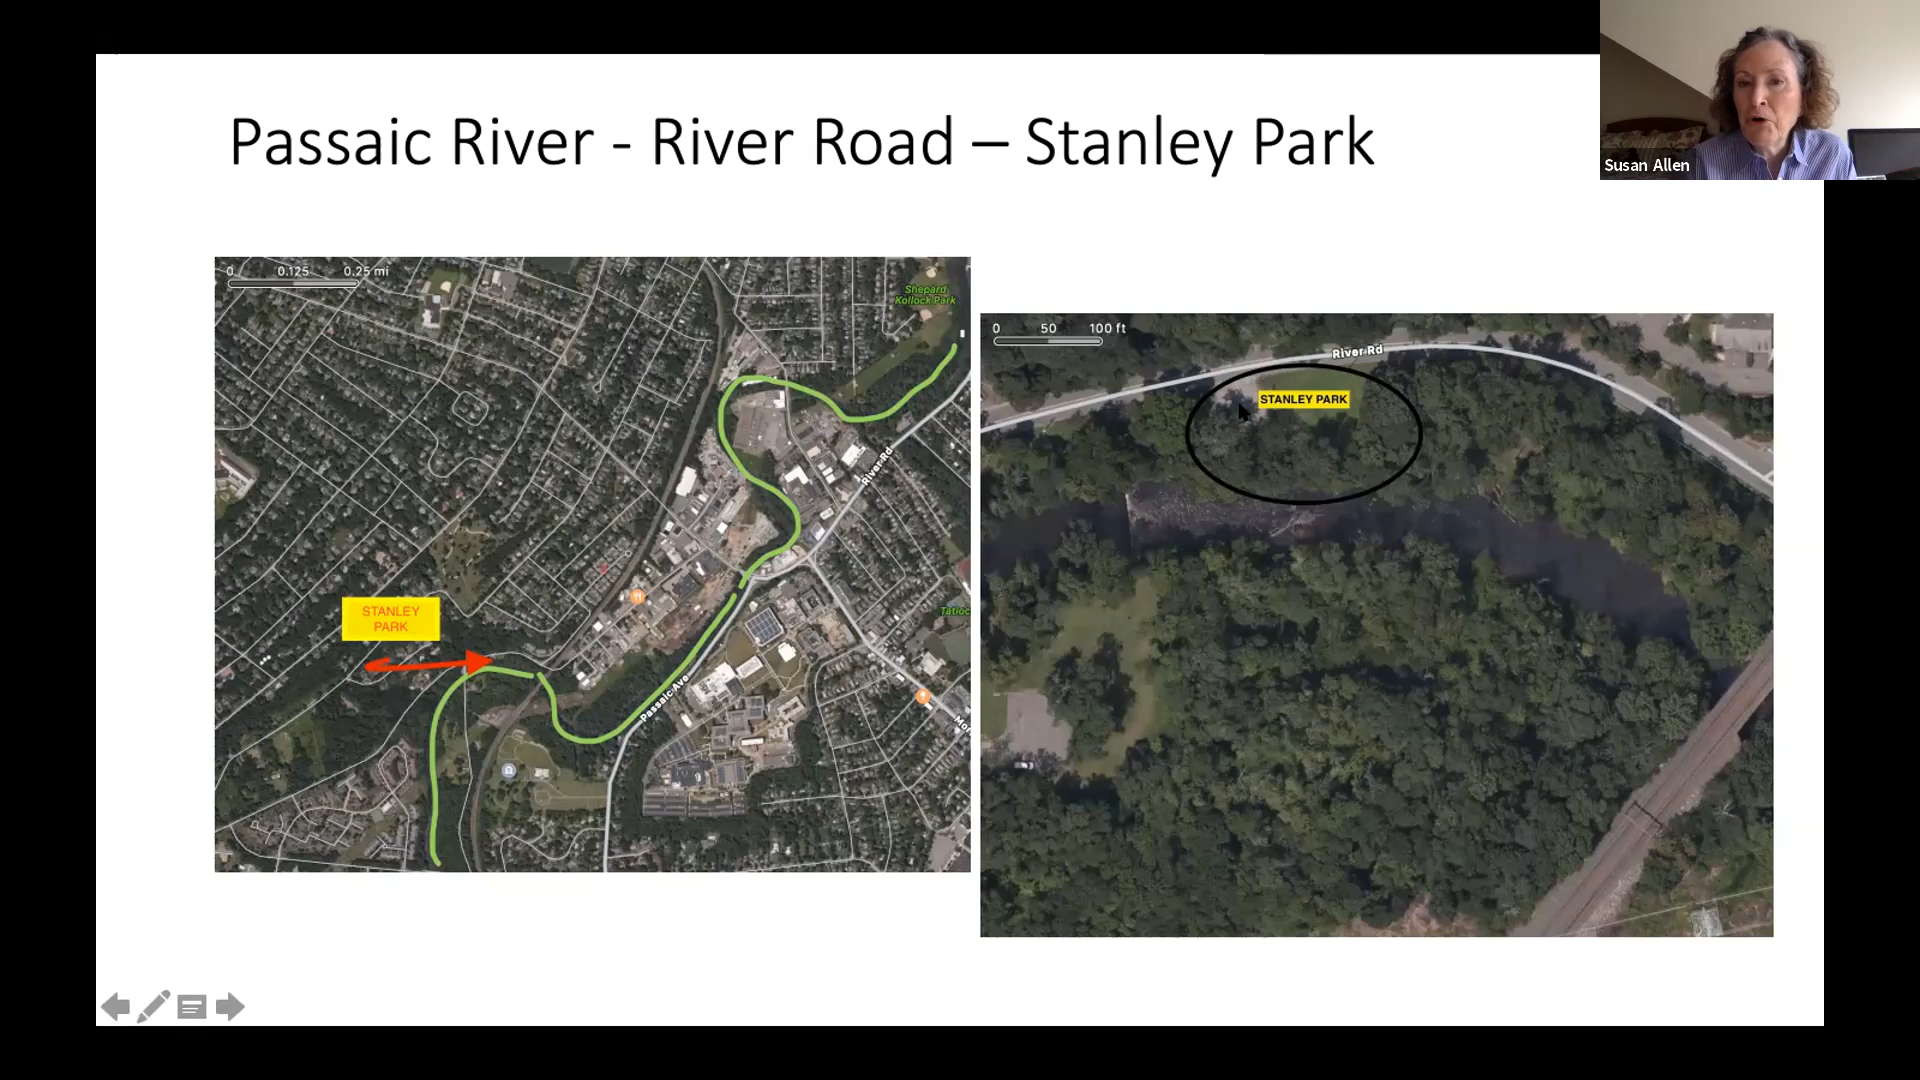 Susan Allen
Passaic River - River Road – Stanley Park
0 0.125 0.25 mi
Shepard
Kollock Park
River Rd
STANLEY
PARK
Passaic Ave
0 50 100 ft
River Rd
STANLEY PARK